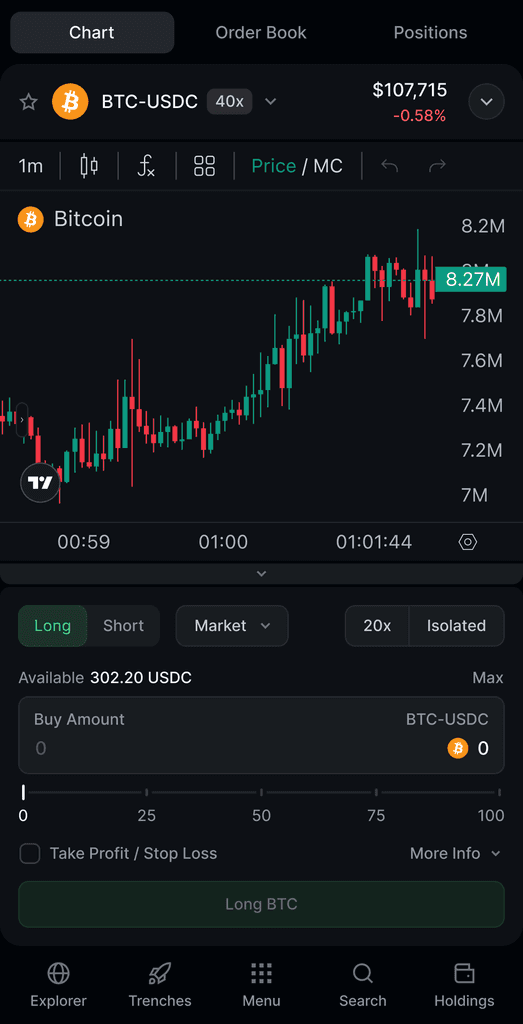 Chart
Order Book
Positions
BTC-USDC
40x
$107,715
-0.58%
1m
Price / MC
Bitcoin
8.2M
8.27M
7.8M
7.6M
7.4M
7.2M
7M
00:59
01:00
01:01:44
Long
Short
Market
20x
Isolated
Available 302.20 USDC
Max
Buy Amount
BTC-USDC
0
0
0
25
50
75
100
Take Profit / Stop Loss
More Info
Long BTC
Explorer
Trenches
Menu
Search
Holdings